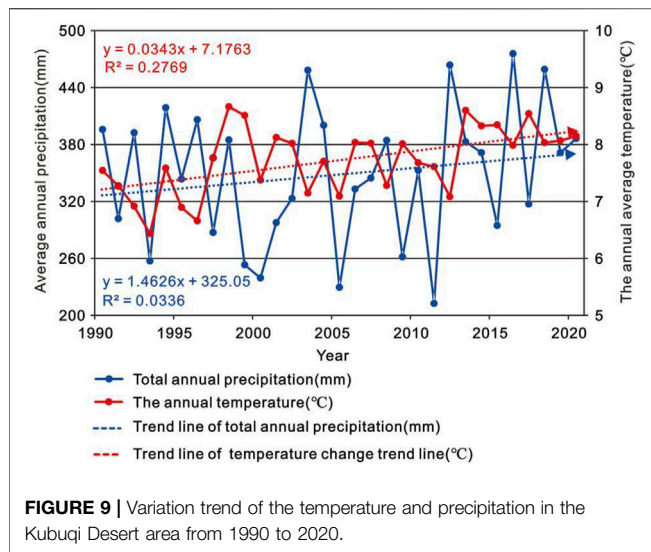 500
440
380
320
260
200
10
9
8
7
6
5
y = 0.0343x + 7.1763
R² = 0.2769
y = 1.4626x + 325.05
R² = 0.0336
Average annual precipitation(mm)
The annual average temperature(℃)
1990
1995
2000
2005
2010
2015
2020
Year
Total annual precipitation(mm)
The annual temperature(℃)
Trend line of total annual precipitation(mm)
Trend line of temperature change trend line(℃)
FIGURE 9 | Variation trend of the temperature and precipitation in the
Kubuqi Desert area from 1990 to 2020.